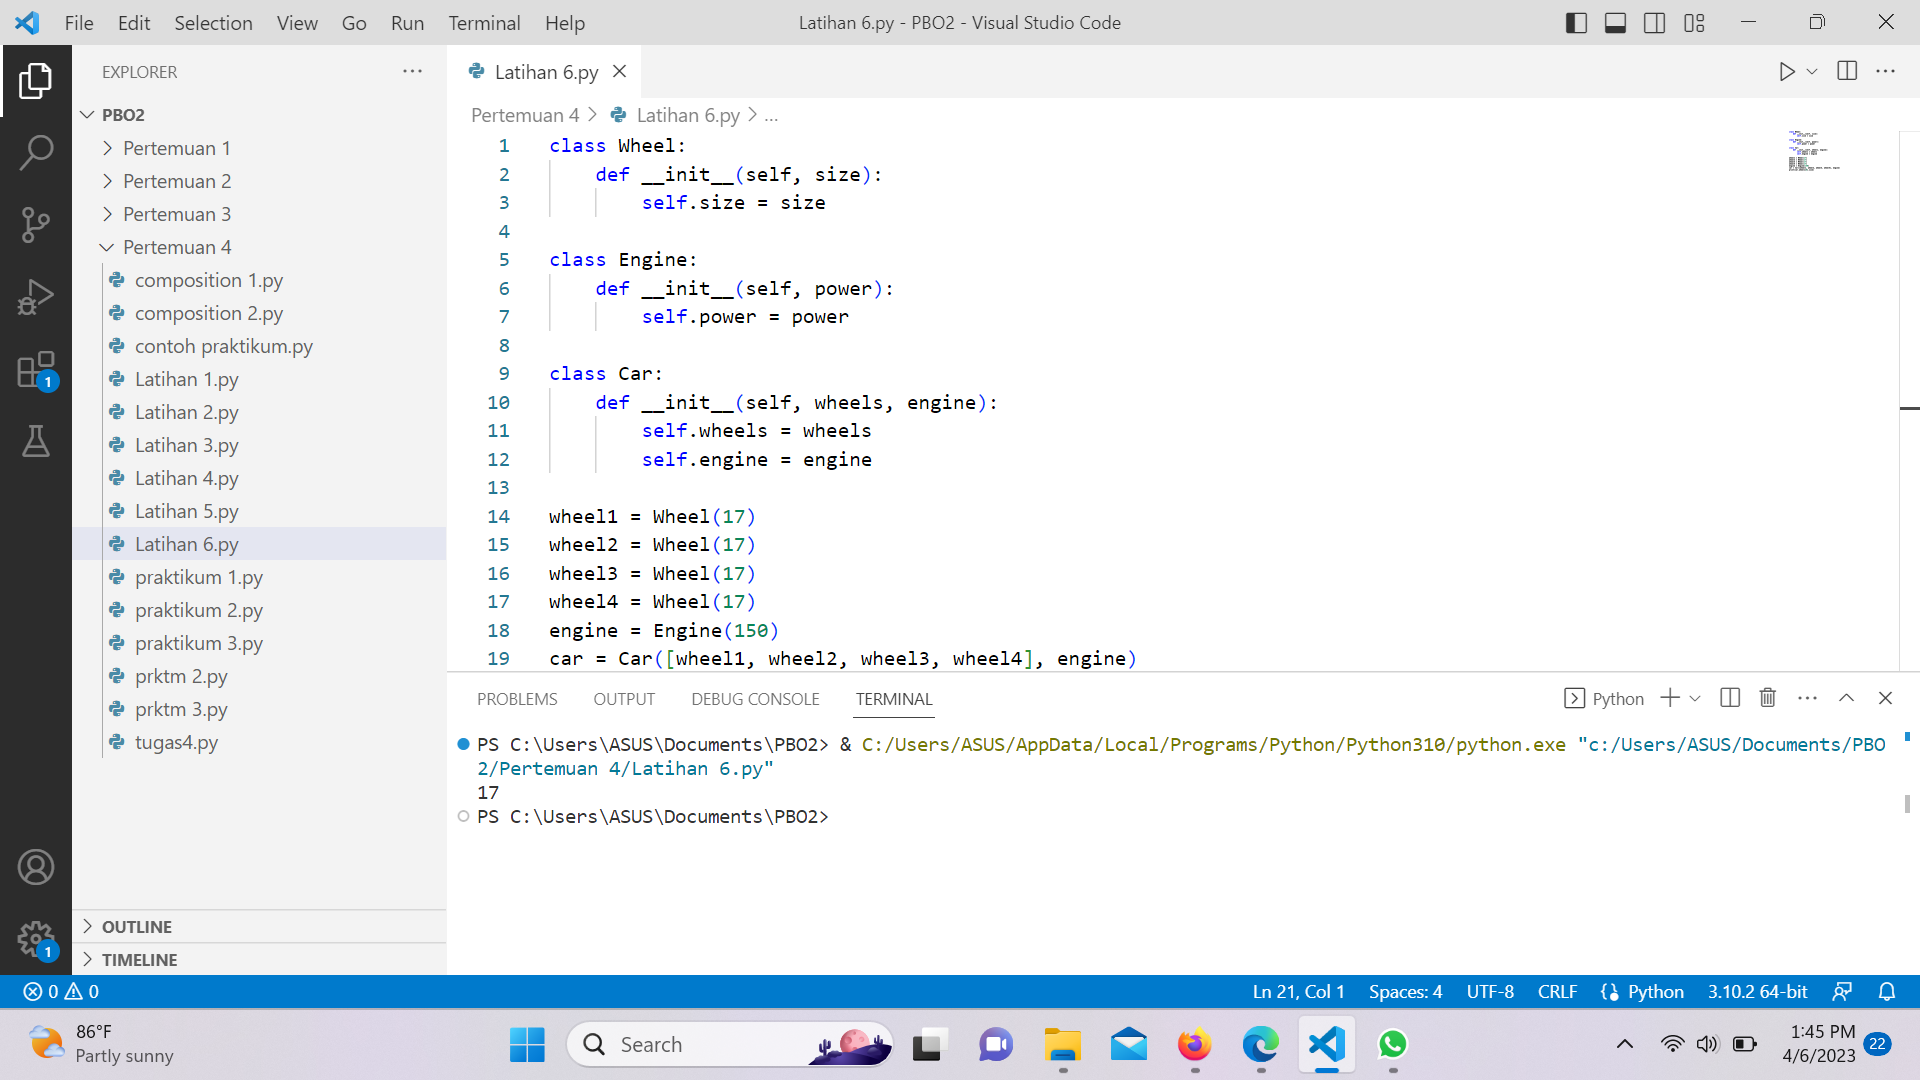 File Edit Selection View Go Run Terminal Help
Latihan 6.py - PBO2 - Visual Studio Code
EXPLORER
PBO2
Pertemuan 1
Pertemuan 2
Pertemuan 3
Pertemuan 4
composition 1.py
composition 2.py
contoh praktikum.py
Latihan 1.py
Latihan 2.py
Latihan 3.py
Latihan 4.py
Latihan 5.py
Latihan 6.py
praktikum 1.py
praktikum 2.py
praktikum 3.py
prktm 2.py
prktm 3.py
tugas4.py
OUTLINE
TIMELINE
1
1
Latihan 6.py
Pertemuan 4 > Latihan 6.py > ...
1 class Wheel:
2     def __init__(self, size):
3         self.size = size
4
5 class Engine:
6     def __init__(self, power):
7         self.power = power
8
9 class Car:
10     def __init__(self, wheels, engine):
11         self.wheels = wheels
12         self.engine = engine
13
14 wheel1 = Wheel(17)
15 wheel2 = Wheel(17)
16 wheel3 = Wheel(17)
17 wheel4 = Wheel(17)
18 engine = Engine(150)
19 car = Car([wheel1, wheel2, wheel3, wheel4], engine)
PROBLEMS OUTPUT DEBUG CONSOLE TERMINAL
Python
PS C:\Users\ASUS\Documents\PBO2> & C:/Users/ASUS/AppData/Local/Programs/Python/Python310/python.exe "c:/Users/ASUS/Documents/PBO
2/Pertemuan 4/Latihan 6.py"
17
PS C:\Users\ASUS\Documents\PBO2>
0 0
Ln 21, Col 1 Spaces: 4 UTF-8 CRLF Python 3.10.2 64-bit
86°F
Partly sunny
Search
1:45 PM
4/6/2023
22